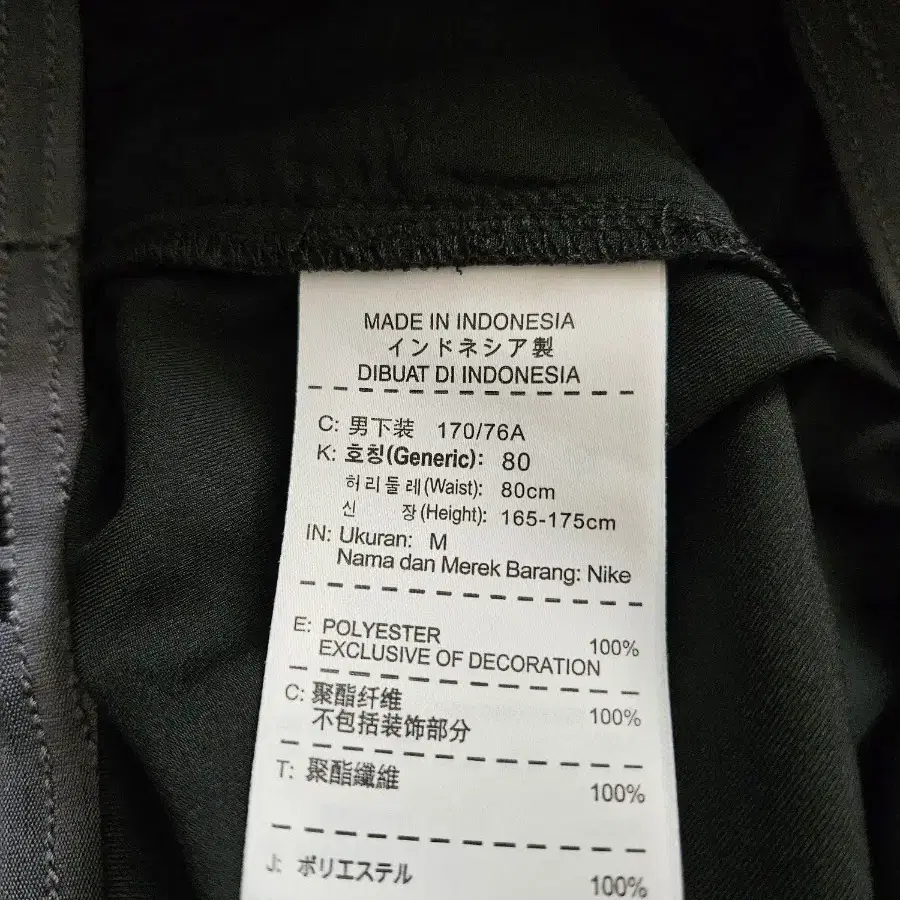 MADE IN INDONESIA
インドネシア製
DIBUAT DI INDONESIA
C: 男下装 170/76A
K: 호칭(Generic): 80
허리둘레(Waist): 80cm
신 장(Height): 165-175cm
IN: Ukuran: M
Nama dan Merek Barang: Nike
E: POLYESTER 100%
EXCLUSIVE OF DECORATION
C: 聚酯纤维 100%
不包括装饰部分
T: 聚酯纖維 100%
J: ポリエステル 100%